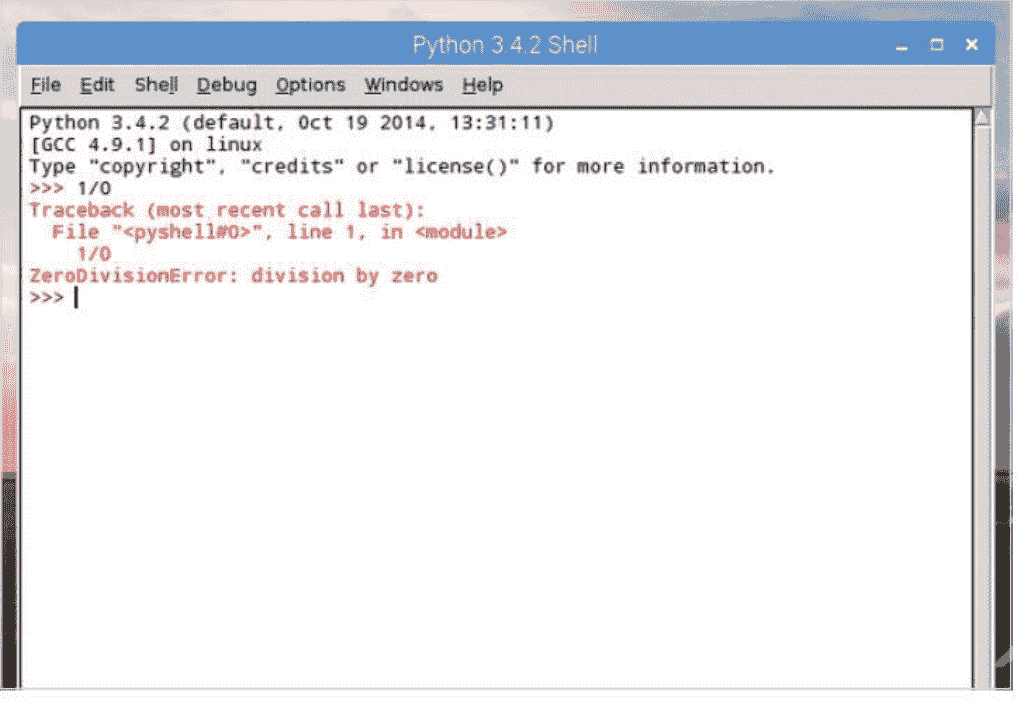 Python 3.4.2 Shell
File Edit Shell Debug Options Windows Help
Python 3.4.2 (default, Oct 19 2014, 13:31:11)
[GCC 4.9.1] on linux
Type "copyright", "credits" or "license()" for more information.
>>> 1/0
Traceback (most recent call last):
  File "<pyshell#0>", line 1, in <module>
    1/0
ZeroDivisionError: division by zero
>>>